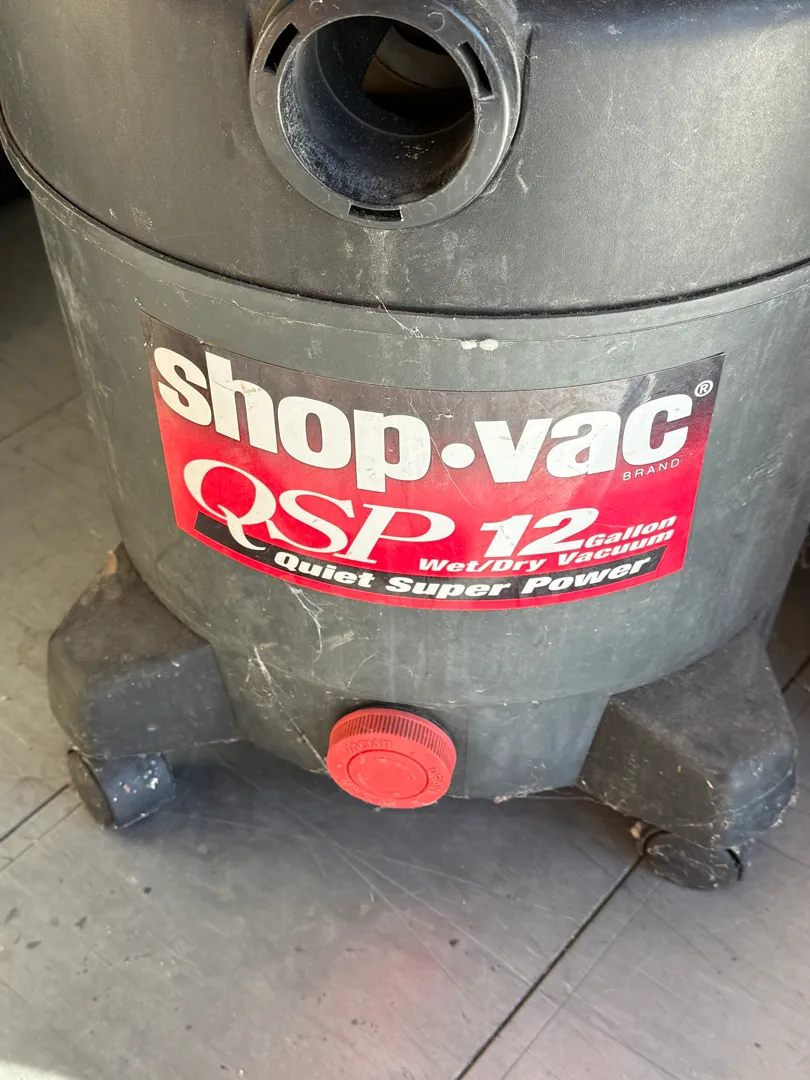 shop·vac®
BRAND
QSP 12 Gallon
Wet/Dry Vacuum
Quiet Super Power